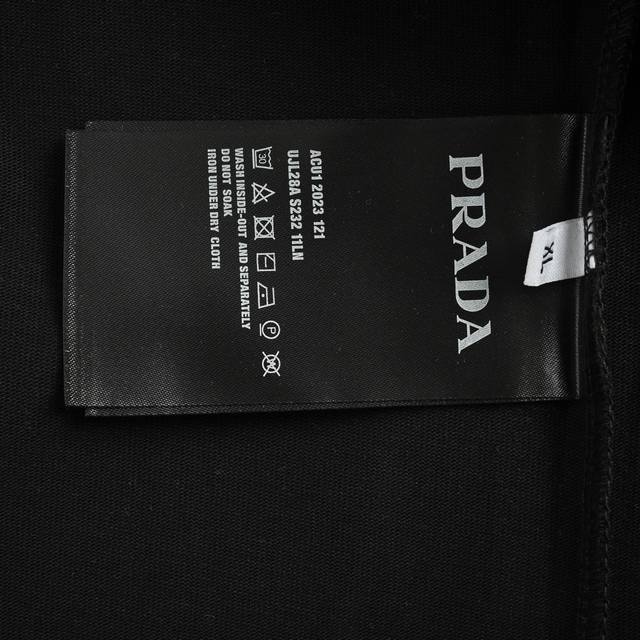 PRADA
XL
ACU1 2023 121
UJL28A S232 11LN
30
P
W
WASH INSIDE-OUT AND SEPARATELY
DO NOT SOAK
IRON UNDER DRY CLOTH